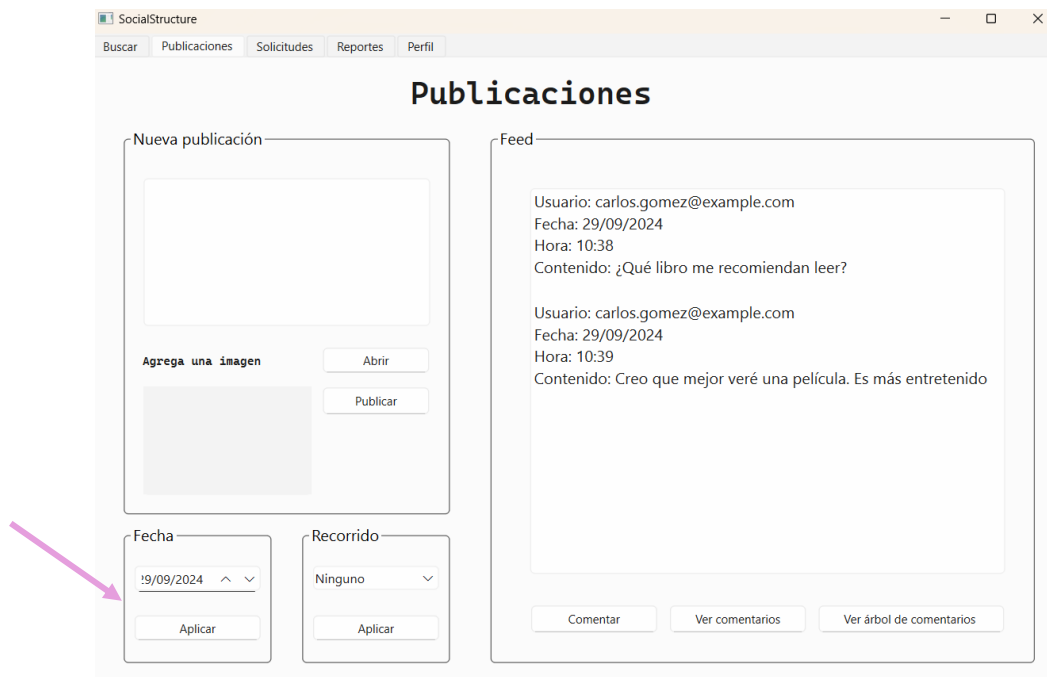 SocialStructure
Buscar Publicaciones Solicitudes Reportes Perfil
Publicaciones
Nueva publicación
Agrega una imagen
Abrir
Publicar
Fecha
29/09/2024
Aplicar
Recorrido
Ninguno
Aplicar
Feed
Usuario: carlos.gomez@example.com
Fecha: 29/09/2024
Hora: 10:38
Contenido: ¿Qué libro me recomiendan leer?
Usuario: carlos.gomez@example.com
Fecha: 29/09/2024
Hora: 10:39
Contenido: Creo que mejor veré una película. Es más entretenido
Comentar Ver comentarios Ver árbol de comentarios